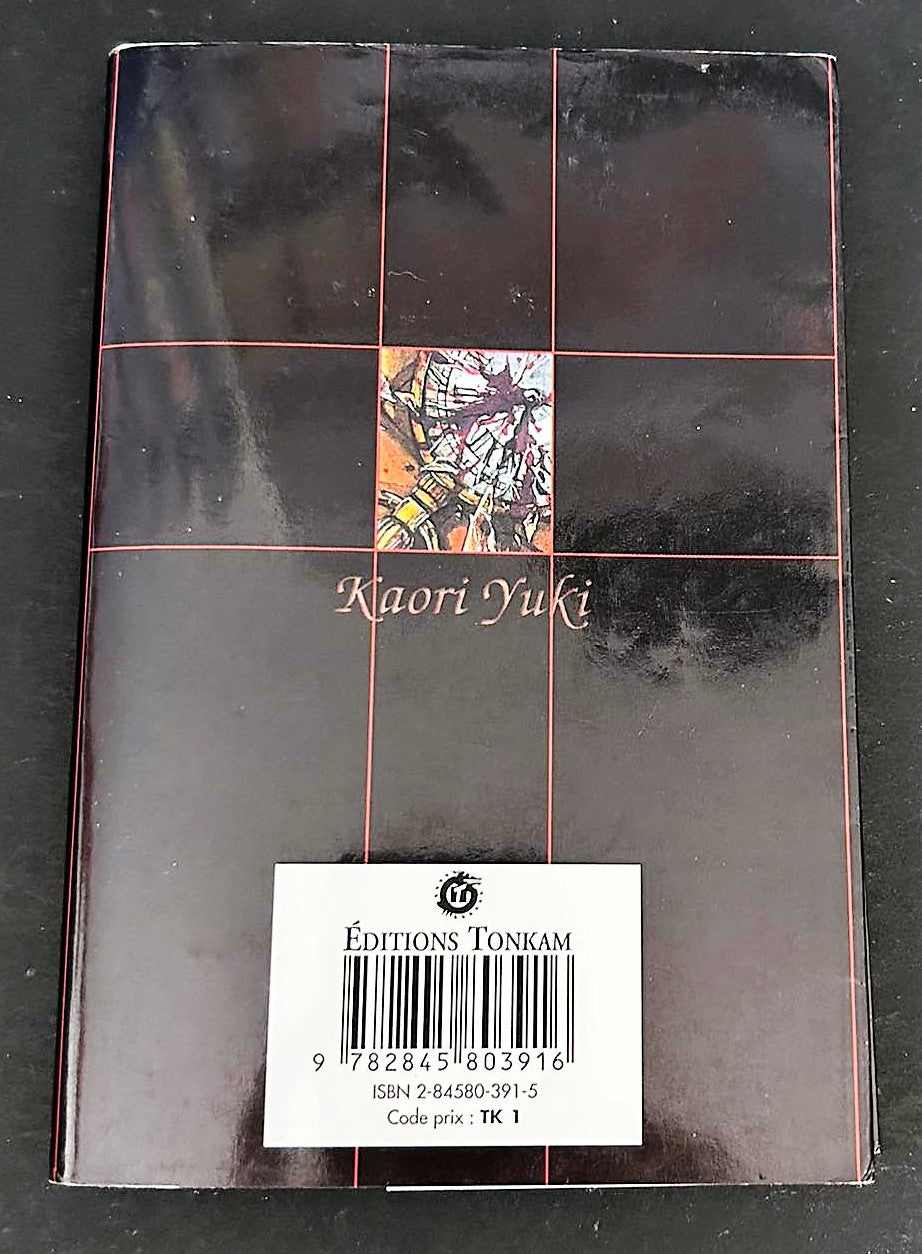 Kaori Yuki
ÉDITIONS TONKAM
9 782845 803916
ISBN 2-84580-391-5
Code prix : TK 1